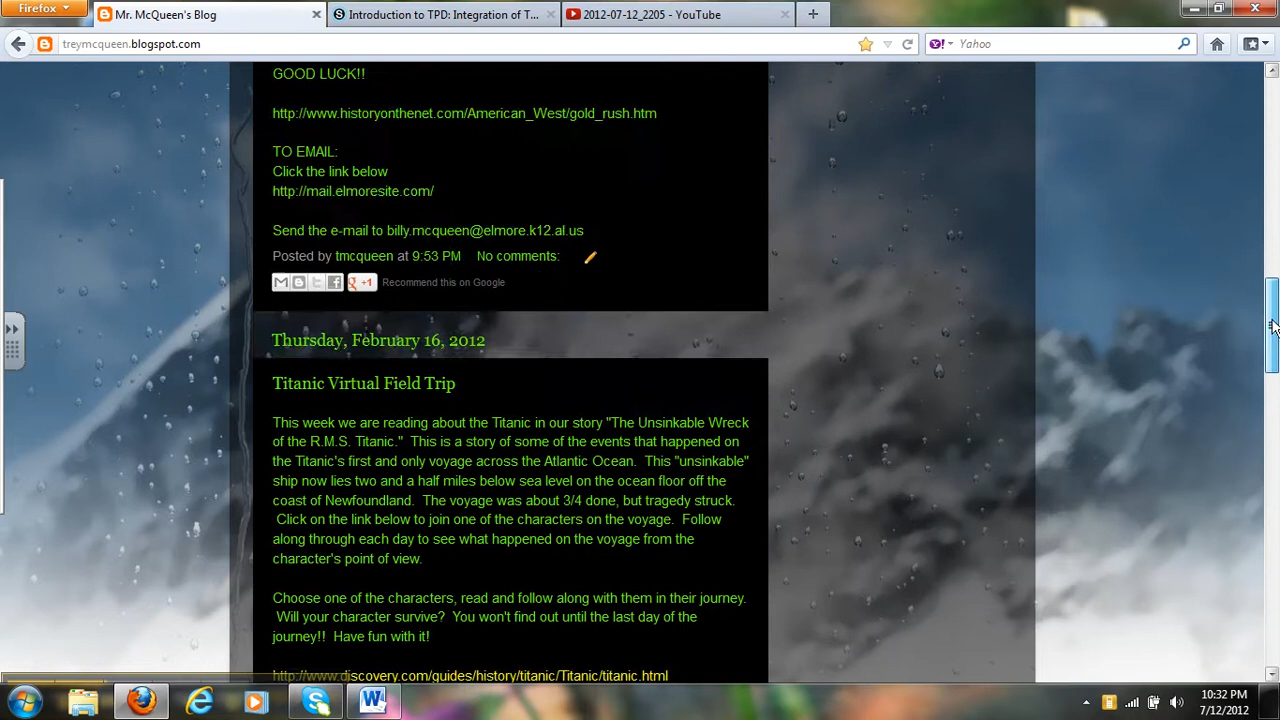 Firefox
Mr. McQueen's Blog
Introduction to TPD: Integration of T...
2012-07-12_2205 - YouTube
treymcqueen.blogspot.com
Yahoo
GOOD LUCK!!
http://www.historyonthenet.com/American_West/gold_rush.htm
TO EMAIL:
Click the link below
http://mail.elmoresite.com/
Send the e-mail to billy.mcqueen@elmore.k12.al.us
Posted by tmcqueen at 9:53 PM No comments:
+1 Recommend this on Google
Thursday, February 16, 2012
Titanic Virtual Field Trip
This week we are reading about the Titanic in our story "The Unsinkable Wreck
of the R.M.S. Titanic." This is a story of some of the events that happened on
the Titanic's first and only voyage across the Atlantic Ocean. This "unsinkable"
ship now lies two and a half miles below sea level on the ocean floor off the
coast of Newfoundland. The voyage was about 3/4 done, but tragedy struck.
Click on the link below to join one of the characters on the voyage. Follow
along through each day to see what happened on the voyage from the
character's point of view.
Choose one of the characters, read and follow along with them in their journey.
Will your character survive? You won't find out until the last day of the
journey!! Have fun with it!
http://www.discovery.com/guides/history/titanic/Titanic/titanic.html
10:32 PM
7/12/2012